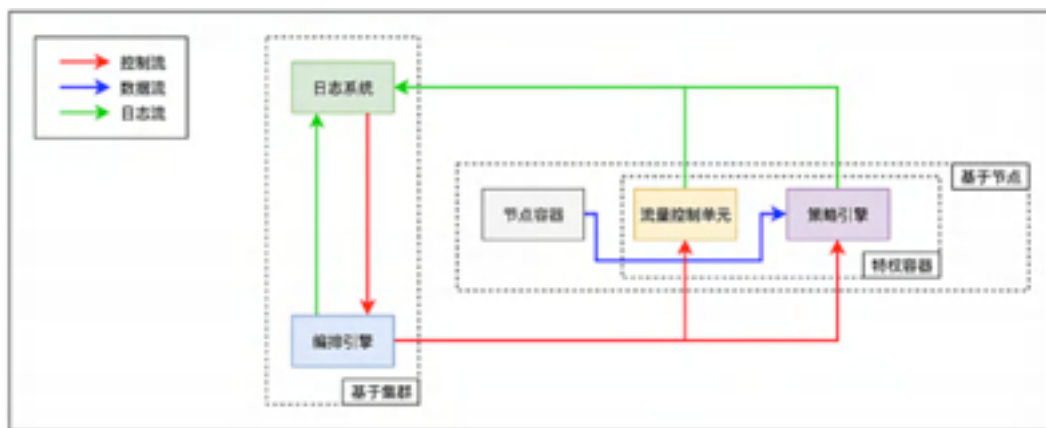 控制流
数据流
日志流
日志系统
基于节点
节点容器
流量控制单元
策略引擎
特权容器
编排引擎
基于集群